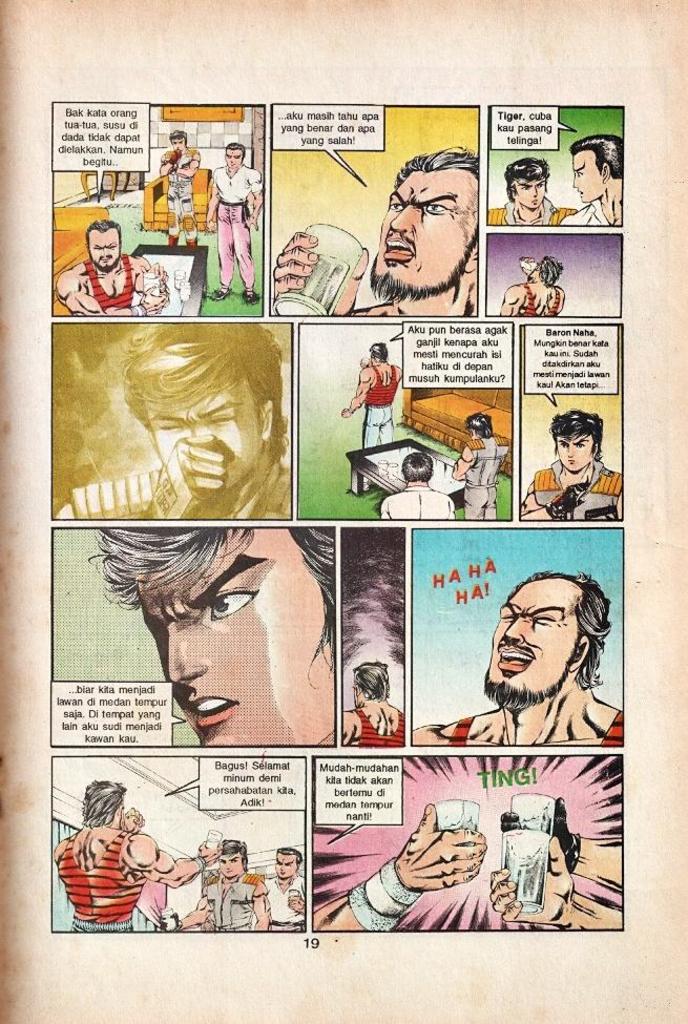 Bak kata orang
tua-tua, susu di
dada tidak dapat
dielakkan. Namun
begitu..
...aku masih tahu apa
yang benar dan apa
yang salah!
Tiger, cuba
kau pasang
telinga!
Aku pun berasa agak
ganjil kenapa aku
mesti mencurah isi
hatiku di depan
musuh kumpulanku?
Baron Naha,
Mungkin benar kata
kau ini. Sudah
ditakdirkan aku
mesti menjadi lawan
kau! Akan tetapi...
...biar kita menjadi
lawan di medan tempur
saja. Di tempat yang
lain aku sudi menjadi
kawan kau.
HA HA
HA!
Bagus! Selamat
minum demi
persahabatan kita,
Adik!
Mudah-mudahan
kita tidak akan
bertemu di
medan tempur
nanti!
TING!
19